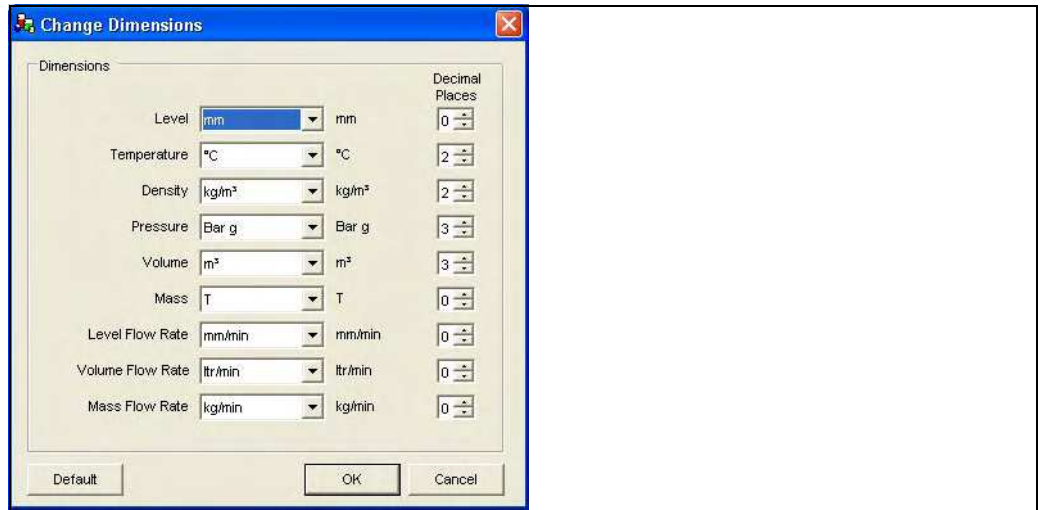 Change Dimensions
Dimensions
Decimal
Places
Level mm mm 0
Temperature °C °C 2
Density kg/m³ kg/m³ 2
Pressure Bar g Bar g 3
Volume m³ m³ 3
Mass T T 0
Level Flow Rate mm/min mm/min 0
Volume Flow Rate ltr/min ltr/min 0
Mass Flow Rate kg/min kg/min 0
Default OK Cancel